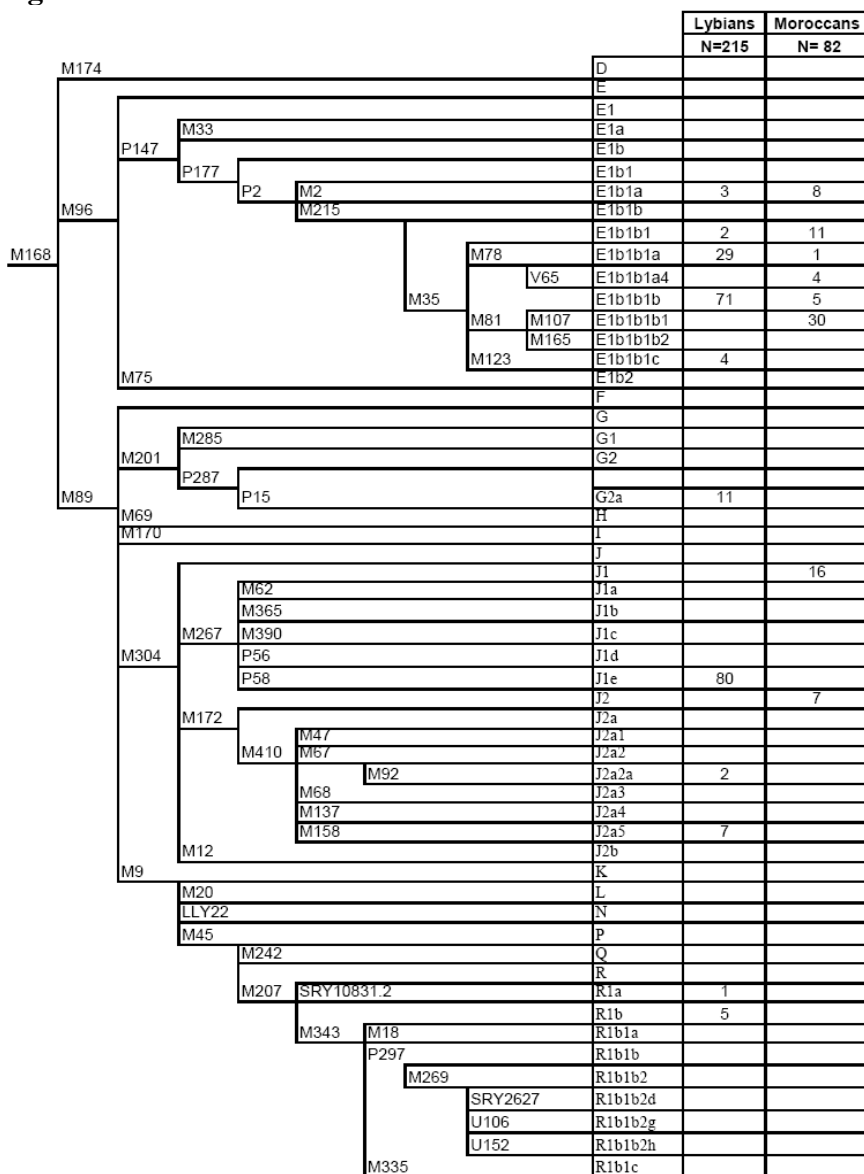 Lybians Moroccans
N=215 N= 82
M174 D
E
E1
M33 E1a
P147 E1b
P177 E1b1
P2 M2 E1b1a 3 8
M96 M215 E1b1b
E1b1b1 2 11
M168 M78 E1b1b1a 29 1
V65 E1b1b1a4 4
M35 E1b1b1b 71 5
M81 M107 E1b1b1b1 30
M165 E1b1b1b2
M123 E1b1b1c 4
M75 E1b2
F
G
M285 G1
M201 G2
P287
M89 P15 G2a 11
M69 H
M170 I
J
J1 16
M62 J1a
M365 J1b
M267 M390 J1c
M304 P56 J1d
P58 J1e 80
J2 7
M172 J2a
M47 J2a1
M410 M67 J2a2
M92 J2a2a 2
M68 J2a3
M137 J2a4
M158 J2a5 7
M12 J2b
M9 K
M20 L
LLY22 N
M45 P
M242 Q
R
M207 SRY10831.2 R1a 1
R1b 5
M343 M18 R1b1a
P297 R1b1b
M269 R1b1b2
SRY2627 R1b1b2d
U106 R1b1b2g
U152 R1b1b2h
M335 R1b1c